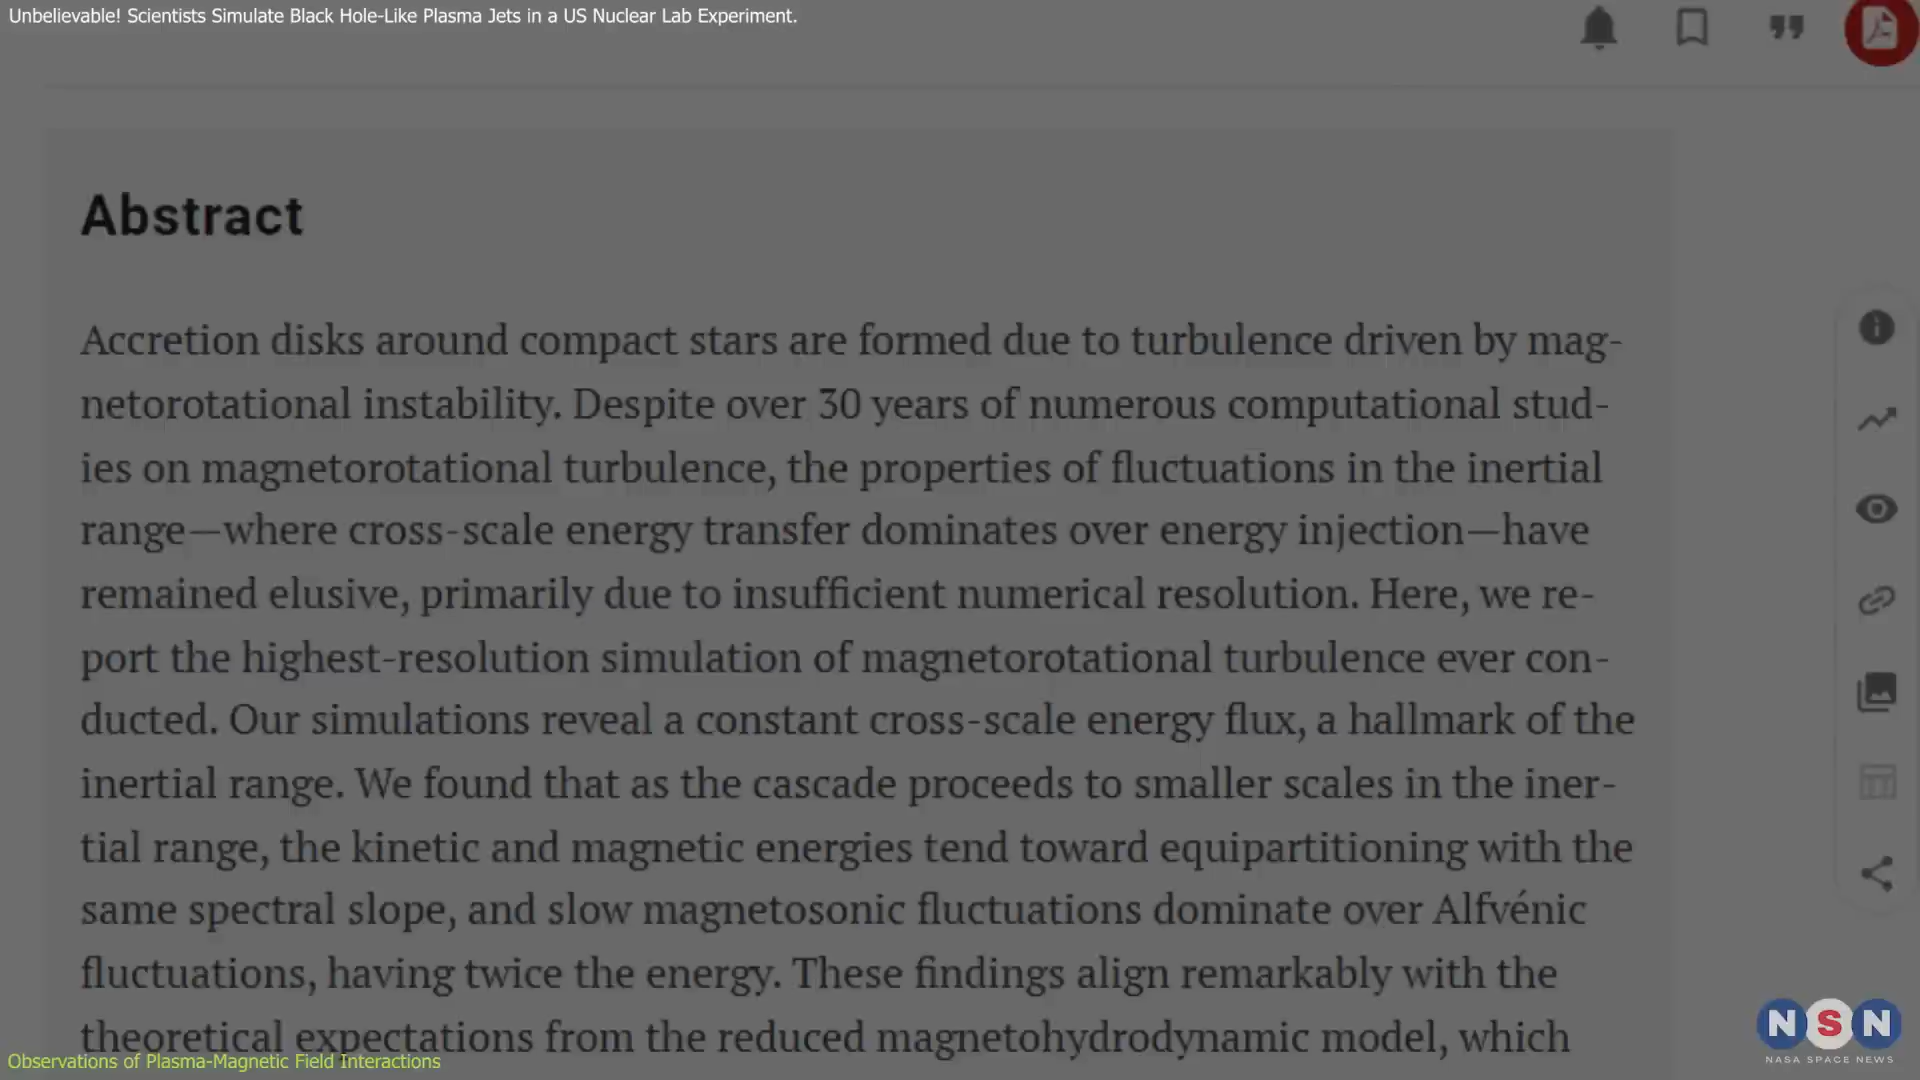 Unbelievable! Scientists Simulate Black Hole-Like Plasma Jets in a US Nuclear Lab Experiment.
Abstract
Accretion disks around compact stars are formed due to turbulence driven by mag-
netorotational instability. Despite over 30 years of numerous computational stud-
ies on magnetorotational turbulence, the properties of fluctuations in the inertial
range—where cross-scale energy transfer dominates over energy injection—have
remained elusive, primarily due to insufficient numerical resolution. Here, we re-
port the highest-resolution simulation of magnetorotational turbulence ever con-
ducted. Our simulations reveal a constant cross-scale energy flux, a hallmark of the
inertial range. We found that as the cascade proceeds to smaller scales in the iner-
tial range, the kinetic and magnetic energies tend toward equipartitioning with the
same spectral slope, and slow magnetosonic fluctuations dominate over Alfvénic
fluctuations, having twice the energy. These findings align remarkably with the
theoretical expectations from the reduced magnetohydrodynamic model, which
Observations of Plasma-Magnetic Field Interactions
NSN
NASA SPACE NEWS